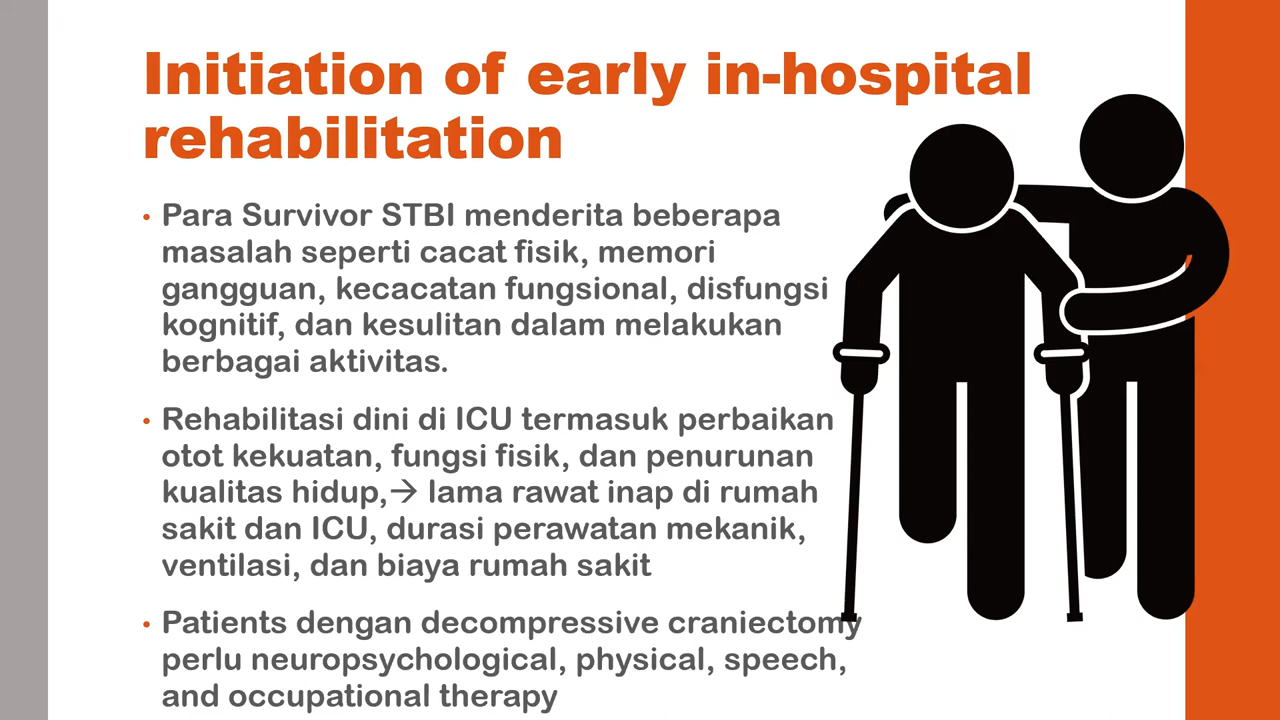 Initiation of early in-hospital
rehabilitation
• Para Survivor STBI menderita beberapa
masalah seperti cacat fisik, memori
gangguan, kecacatan fungsional, disfungsi
kognitif, dan kesulitan dalam melakukan
berbagai aktivitas.
• Rehabilitasi dini di ICU termasuk perbaikan
otot kekuatan, fungsi fisik, dan penurunan
kualitas hidup,→ lama rawat inap di rumah
sakit dan ICU, durasi perawatan mekanik,
ventilasi, dan biaya rumah sakit
• Patients dengan decompressive craniectomy
perlu neuropsychological, physical, speech,
and occupational therapy